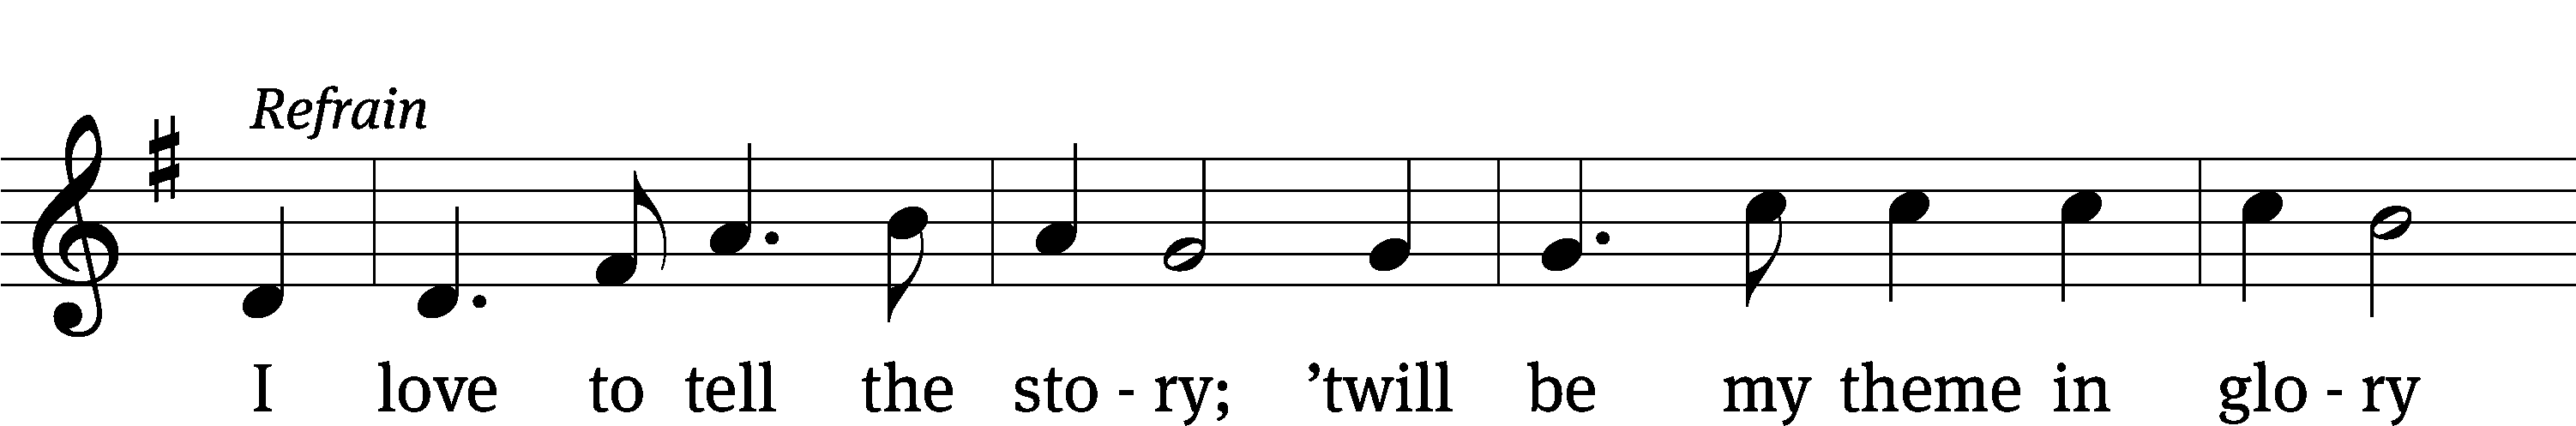 Refrain
I love to tell the sto - ry; ’twill be my theme in glo - ry